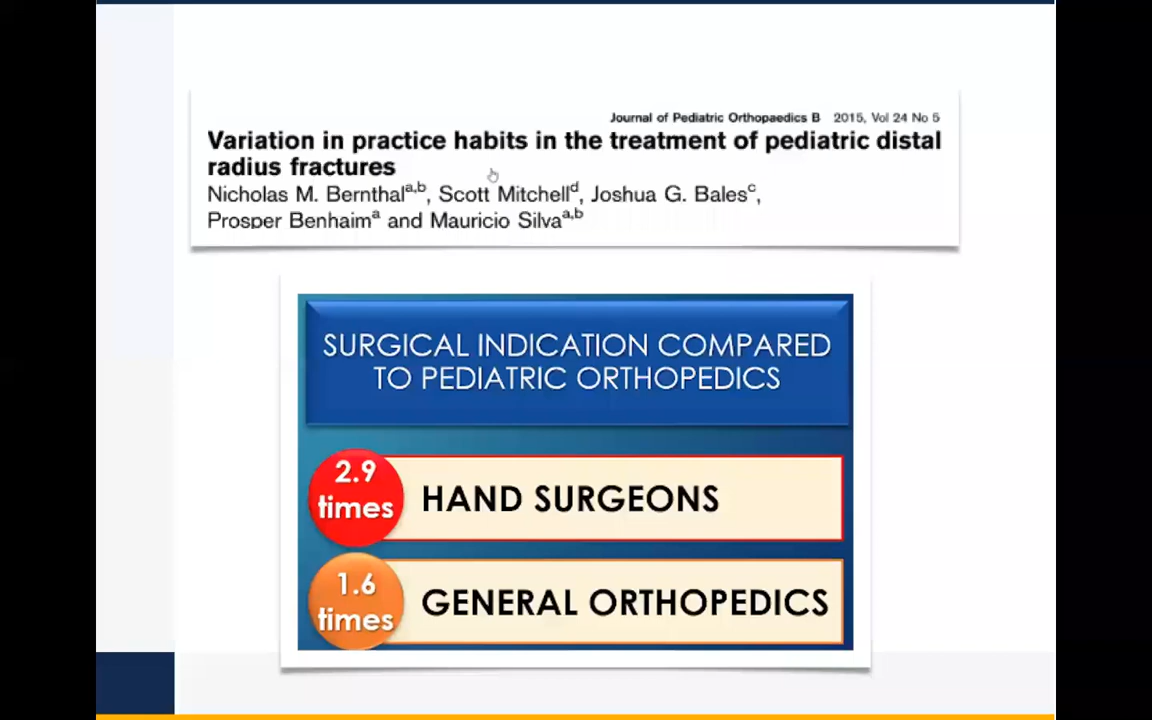 Journal of Pediatric Orthopaedics B 2015, Vol 24 No 5
Variation in practice habits in the treatment of pediatric distal
radius fractures
Nicholas M. Bernthalᵃ,ᵇ, Scott Mitchellᵈ, Joshua G. Balesᶜ,
Prosper Benhaimᵃ and Mauricio Silvaᵃ,ᵇ
SURGICAL INDICATION COMPARED
TO PEDIATRIC ORTHOPEDICS
2.9
times
HAND SURGEONS
1.6
times
GENERAL ORTHOPEDICS